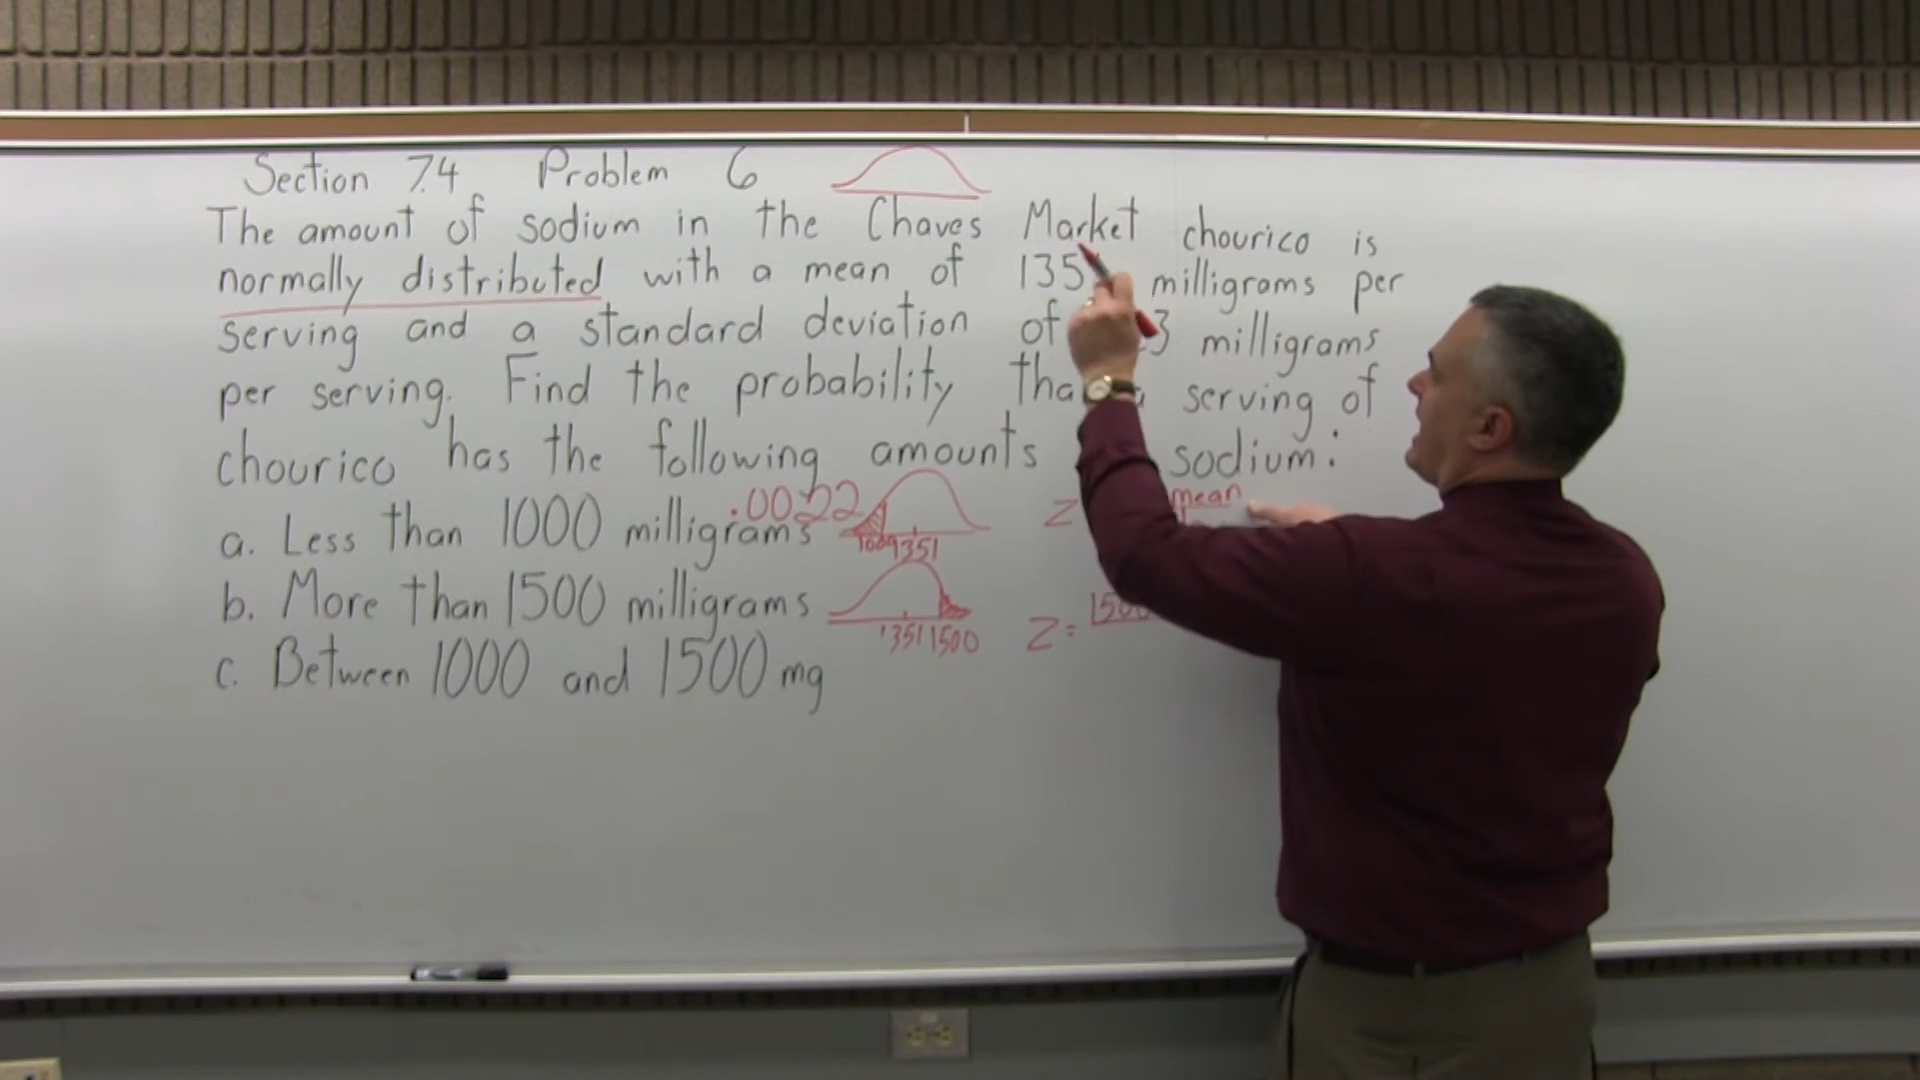 Section 7.4 Problem 6
The amount of sodium in the Chaves Market chourico is
normally distributed with a mean of 135 milligrams per
serving and a standard deviation of 3 milligrams
per serving. Find the probability serving of
chourico has the following amounts sodium:
a. Less than 1000 milligrams .0022
1000 1351
z mean
b. More than 1500 milligrams
1351 1500
z =
c. Between 1000 and 1500 mg